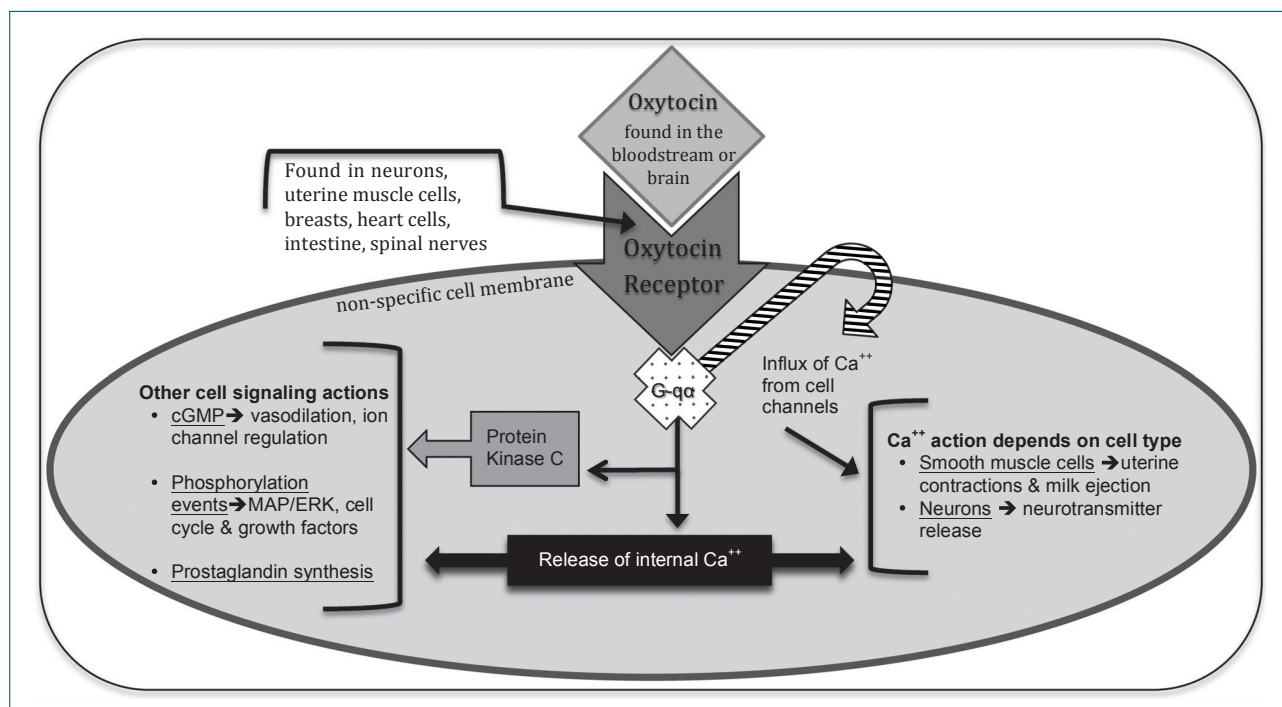 Oxytocin
found in the
bloodstream or
brain
Found in neurons,
uterine muscle cells,
breasts, heart cells,
intestine, spinal nerves
Oxytocin
Receptor
non-specific cell membrane
G-qα
Influx of Ca⁺⁺
from cell
channels
Other cell signaling actions
• cGMP➔ vasodilation, ion
channel regulation
• Phosphorylation
events➔MAP/ERK, cell
cycle & growth factors
• Prostaglandin synthesis
Protein
Kinase C
Release of internal Ca⁺⁺
Ca⁺⁺ action depends on cell type
• Smooth muscle cells ➔uterine
contractions & milk ejection
• Neurons ➔ neurotransmitter
release